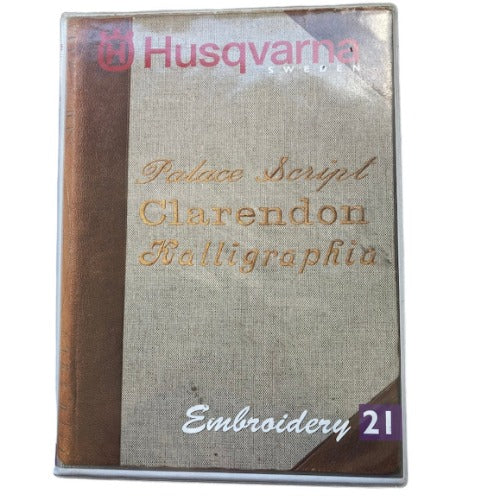 Husqvarna
SWEDEN
Palace Script
Clarendon
Kalligraphia
Embroidery 21